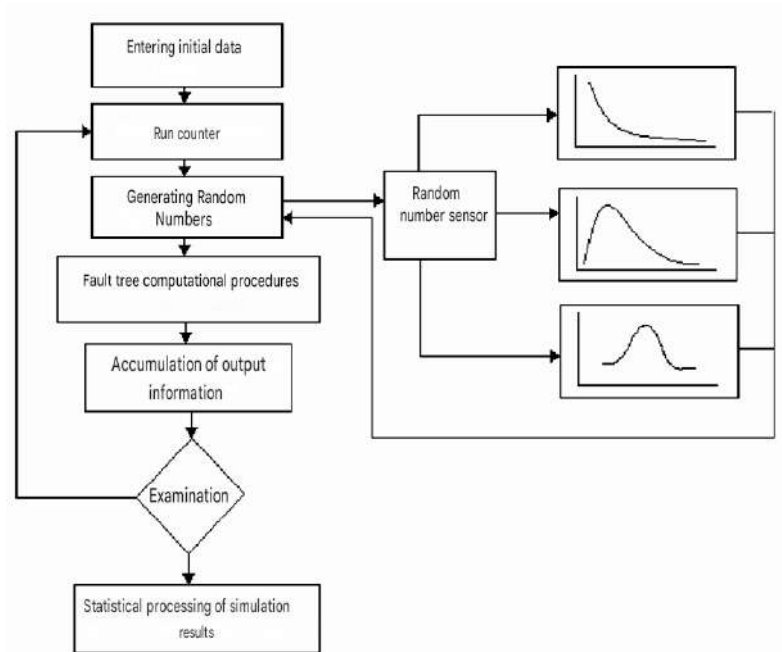 Entering initial data
Run counter
Generating Random
Numbers
Random
number sensor
Fault tree computational procedures
Accumulation of output
information
Examination
Statistical processing of simulation
results